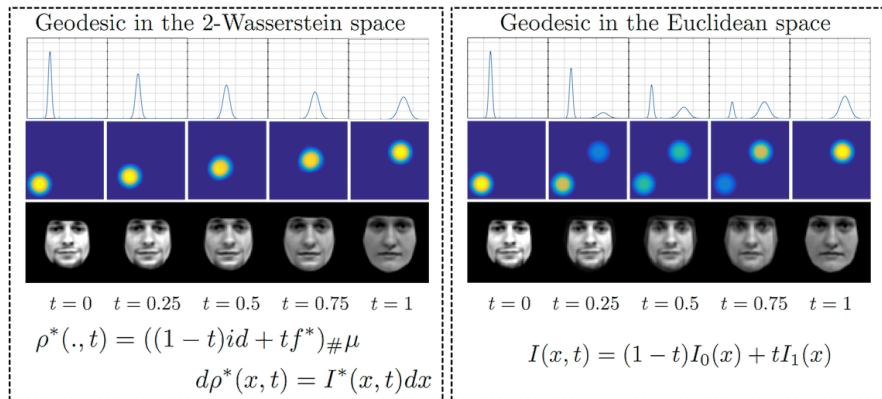 Geodesic in the 2-Wasserstein space
t = 0 t = 0.25 t = 0.5 t = 0.75 t = 1
ρ*(., t) = ((1 − t)id + tf*)#μ
dρ*(x, t) = I*(x, t)dx
Geodesic in the Euclidean space
t = 0 t = 0.25 t = 0.5 t = 0.75 t = 1
I(x, t) = (1 − t)I₀(x) + tI₁(x)